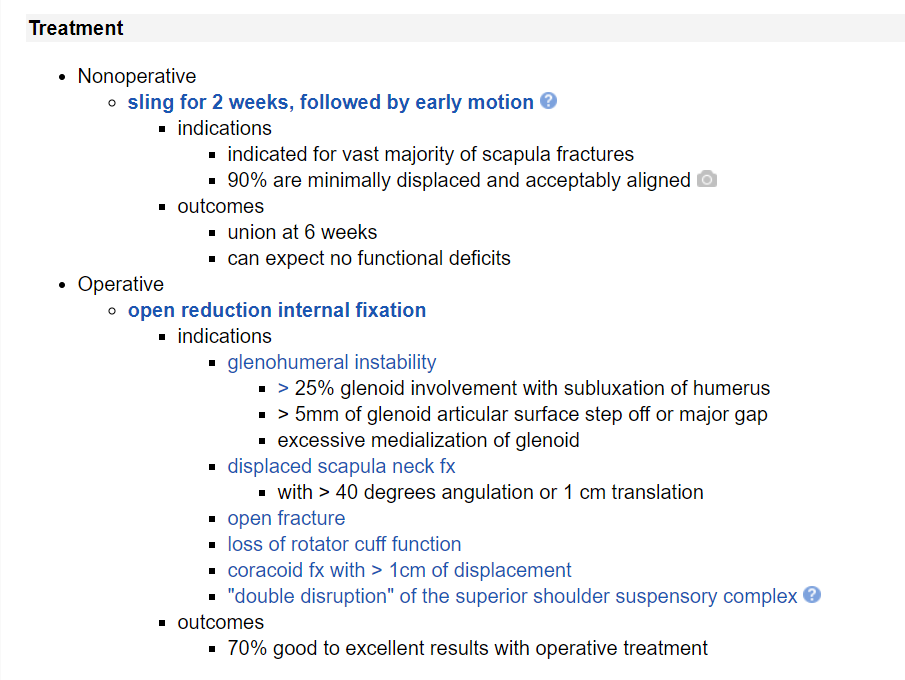 Treatment
Nonoperative
sling for 2 weeks, followed by early motion ?
indications
indicated for vast majority of scapula fractures
90% are minimally displaced and acceptably aligned
outcomes
union at 6 weeks
can expect no functional deficits
Operative
open reduction internal fixation
indications
glenohumeral instability
> 25% glenoid involvement with subluxation of humerus
> 5mm of glenoid articular surface step off or major gap
excessive medialization of glenoid
displaced scapula neck fx
with > 40 degrees angulation or 1 cm translation
open fracture
loss of rotator cuff function
coracoid fx with > 1cm of displacement
"double disruption" of the superior shoulder suspensory complex ?
outcomes
70% good to excellent results with operative treatment